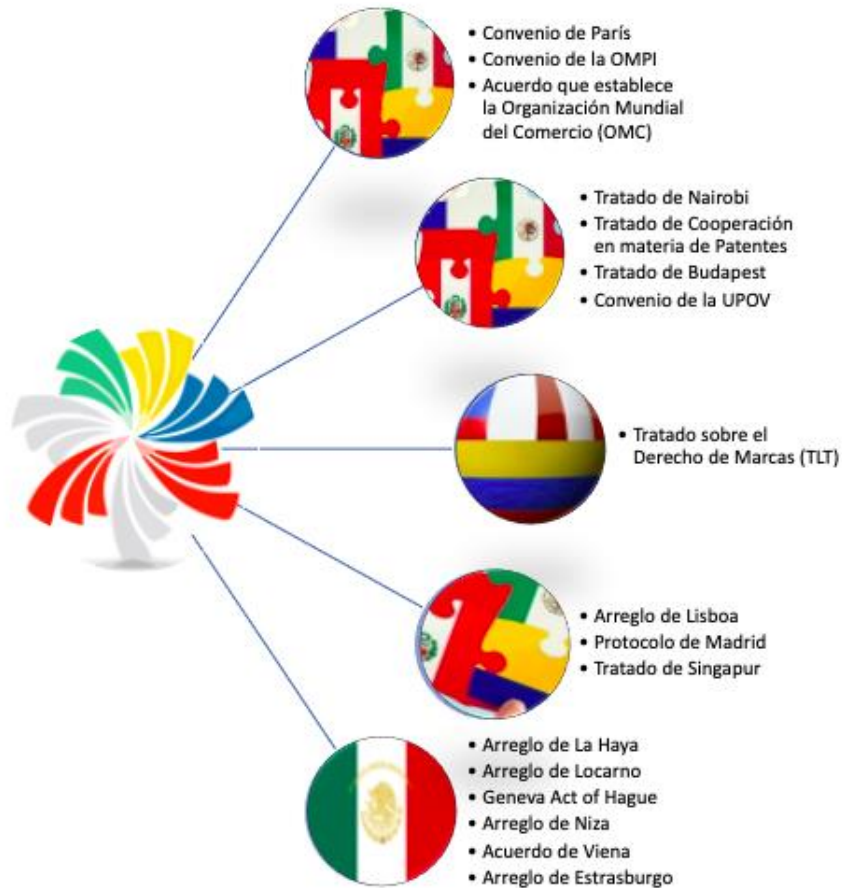 • Convenio de París
• Convenio de la OMPI
• Acuerdo que establece
la Organización Mundial
del Comercio (OMC)
• Tratado de Nairobi
• Tratado de Cooperación
en materia de Patentes
• Tratado de Budapest
• Convenio de la UPOV
• Tratado sobre el
Derecho de Marcas (TLT)
• Arreglo de Lisboa
• Protocolo de Madrid
• Tratado de Singapur
• Arreglo de La Haya
• Arreglo de Locarno
• Geneva Act of Hague
• Arreglo de Niza
• Acuerdo de Viena
• Arreglo de Estrasburgo